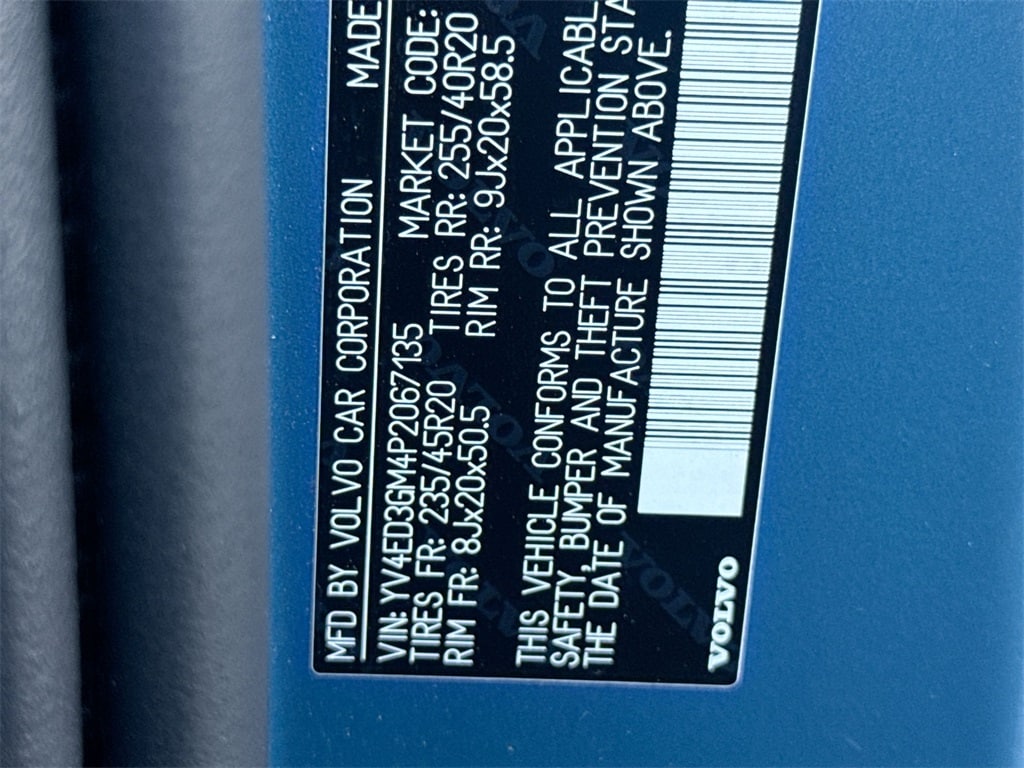 MFD BY VOLVO CAR CORPORATION MADE
VIN: YV4ED3GM4P2067135 MARKET CODE:
TIRES FR: 235/45R20 TIRES RR: 255/40R20
RIM FR: 8Jx20x50.5 RIM RR: 9Jx20x58.5
THIS VEHICLE CONFORMS TO ALL APPLICABL
SAFETY, BUMPER AND THEFT PREVENTION STA
THE DATE OF MANUFACTURE SHOWN ABOVE.
VOLVO